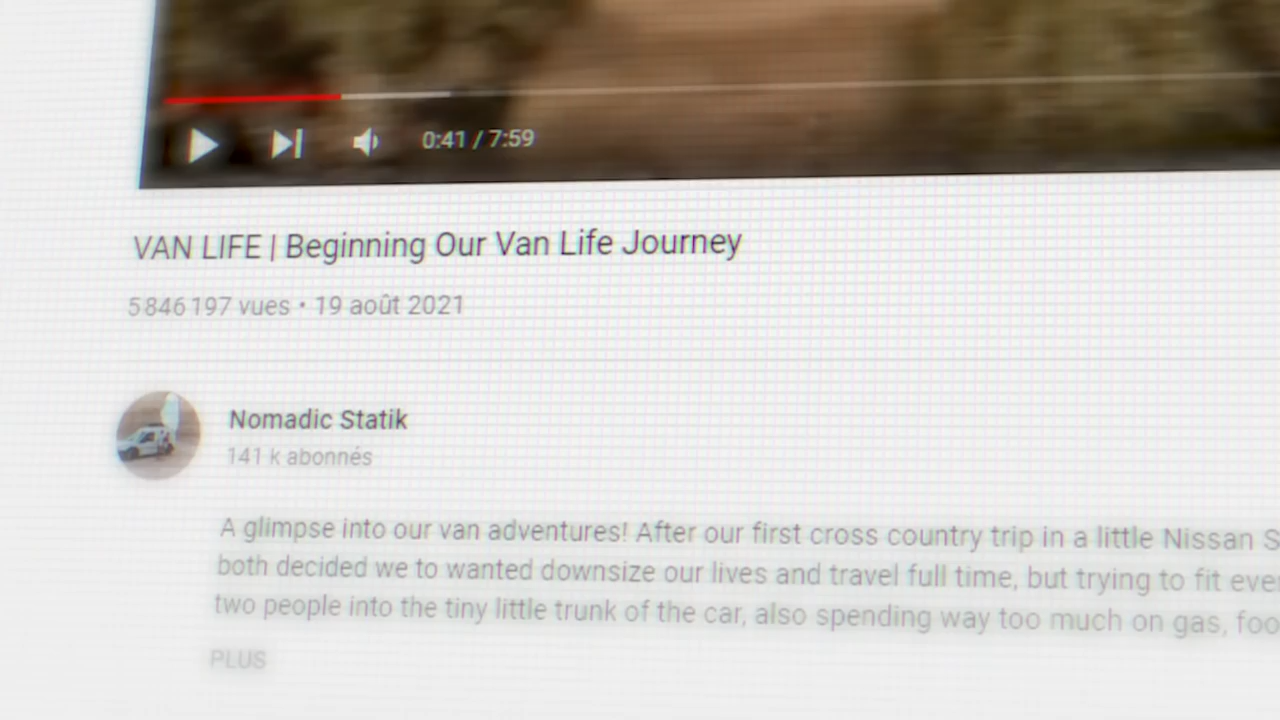 0:41 / 7:59
VAN LIFE | Beginning Our Van Life Journey
5 846 197 vues • 19 août 2021
Nomadic Statik
141 k abonnés
A glimpse into our van adventures! After our first cross country trip in a little Nissan
both decided we to wanted downsize our lives and travel full time, but trying to fit
two people into the tiny little trunk of the car, also spending way too much on gas,
PLUS